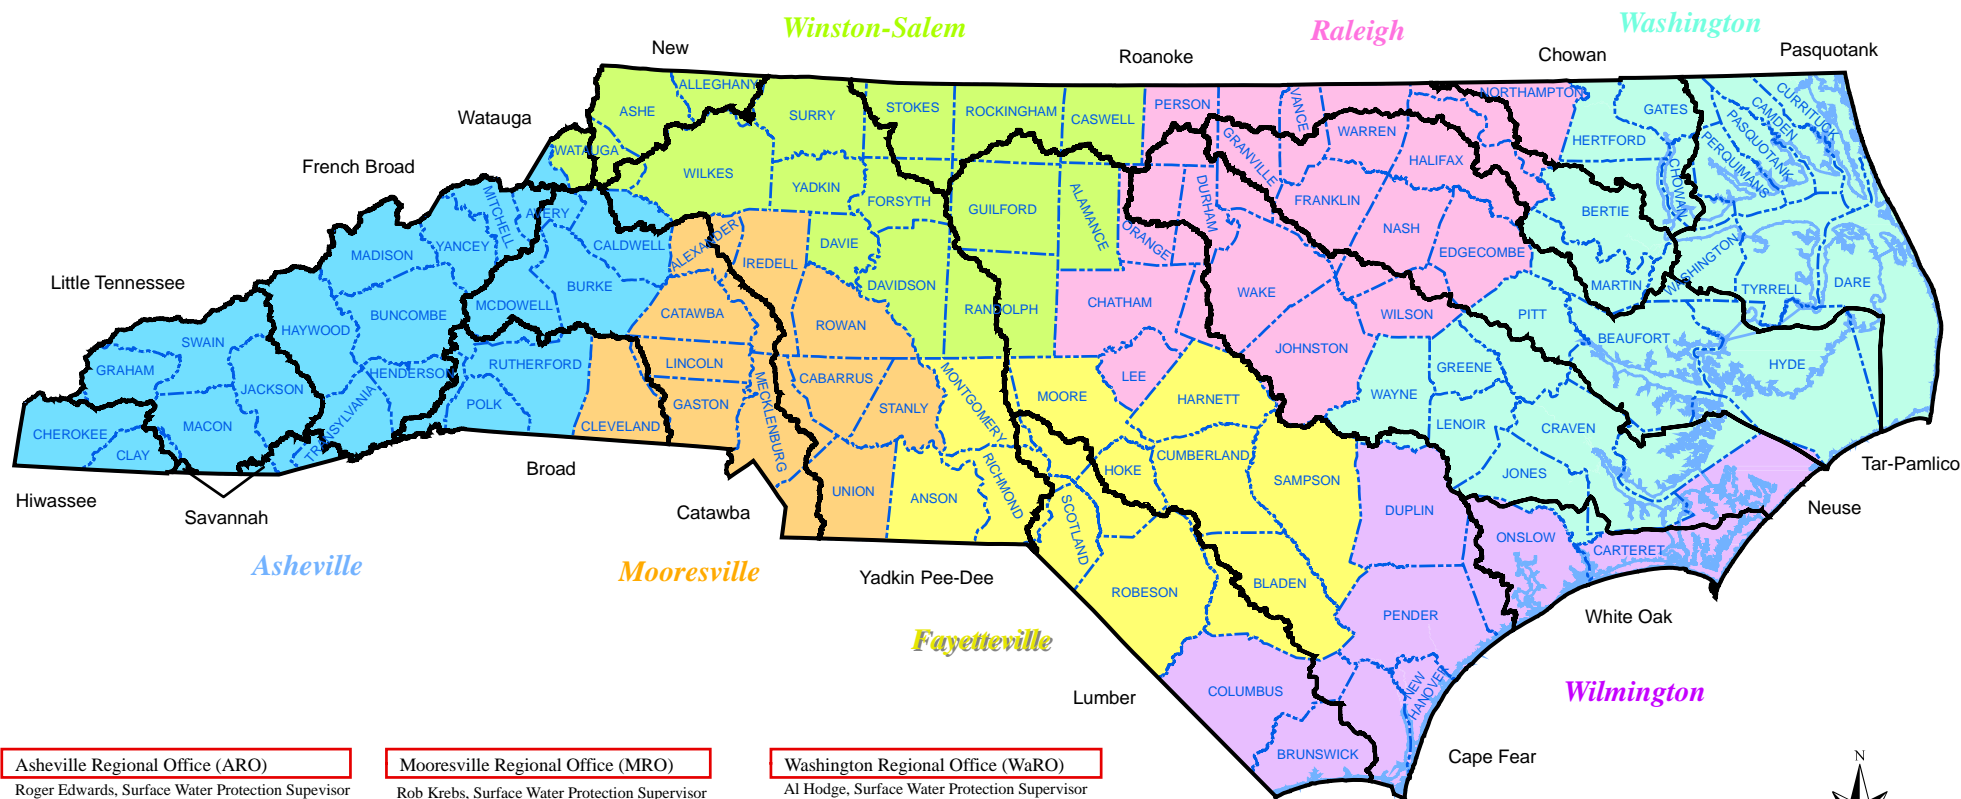 Winston-Salem
Raleigh
Washington
New
Roanoke
Chowan
Pasquotank
Watauga
French Broad
Little Tennessee
Hiwassee
Savannah
Broad
Catawba
Yadkin Pee-Dee
Lumber
Cape Fear
White Oak
Neuse
Tar-Pamlico
Asheville
Mooresville
Fayetteville
Wilmington
ALLEGHANY
ASHE
SURRY
STOKES
ROCKINGHAM
CASWELL
PERSON
VANCE
NORTHAMPTON
GATES
CURRITUCK
CAMDEN
PASQUOTANK
PERQUIMANS
HERTFORD
WARREN
GRANVILLE
HALIFAX
CHOWAN
WATAUGA
WILKES
YADKIN
FORSYTH
GUILFORD
ALAMANCE
ORANGE
DURHAM
FRANKLIN
NASH
EDGECOMBE
BERTIE
MITCHELL
AVERY
YANCEY
MADISON
CALDWELL
ALEXANDER
IREDELL
DAVIE
DAVIDSON
RANDOLPH
CHATHAM
WAKE
WILSON
MARTIN
WASHINGTON
TYRRELL
DARE
HAYWOOD
BUNCOMBE
MCDOWELL
BURKE
CATAWBA
ROWAN
JOHNSTON
PITT
BEAUFORT
HYDE
SWAIN
GRAHAM
JACKSON
HENDERSON
TRANSYLVANIA
RUTHERFORD
POLK
LINCOLN
CLEVELAND
GASTON
MECKLENBURG
CABARRUS
STANLY
MONTGOMERY
MOORE
LEE
HARNETT
WAYNE
GREENE
LENOIR
CRAVEN
JONES
CHEROKEE
CLAY
MACON
UNION
ANSON
RICHMOND
SCOTLAND
HOKE
CUMBERLAND
SAMPSON
DUPLIN
ONSLOW
CARTERET
ROBESON
BLADEN
PENDER
COLUMBUS
NEW
HANOVER
BRUNSWICK
N
Asheville Regional Office (ARO)
Roger Edwards, Surface Water Protection Supervisor
Mooresville Regional Office (MRO)
Rob Krebs, Surface Water Protection Supervisor
Washington Regional Office (WaRO)
Al Hodge, Surface Water Protection Supervisor